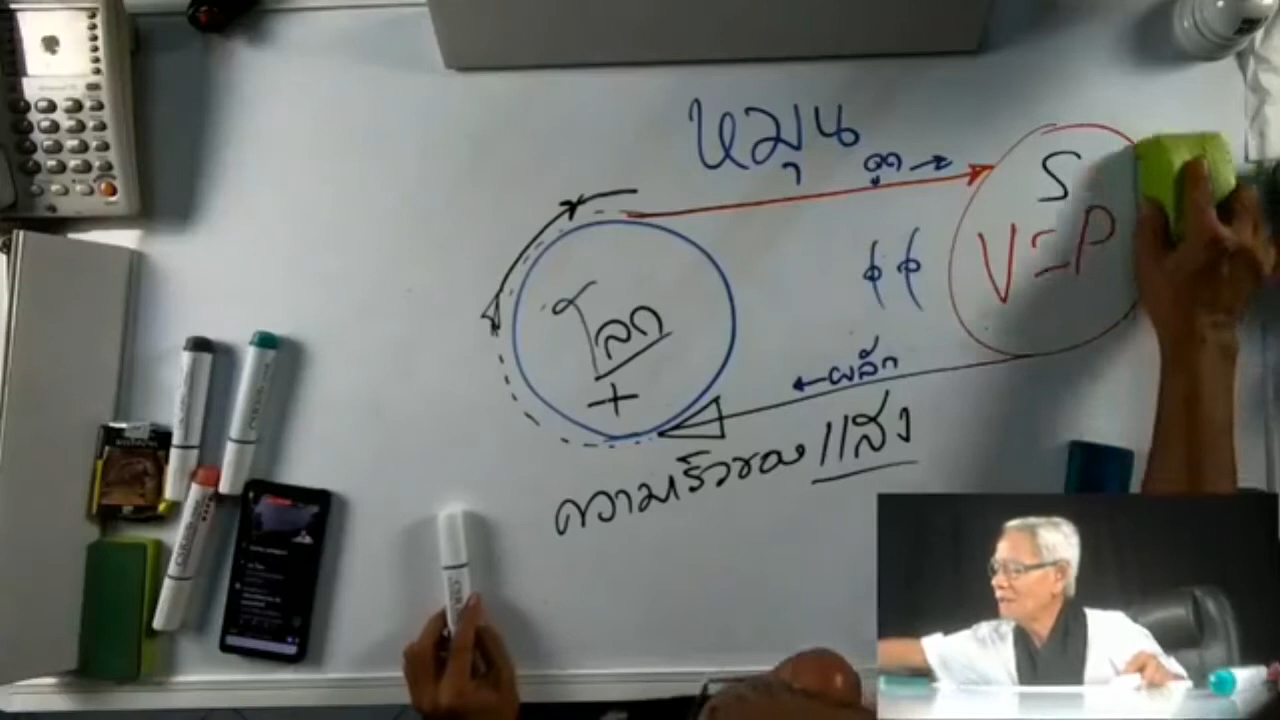 หมุน
ดูด →
S
V = P
โลก
+
← ผลัก
ความเร็วของแสง